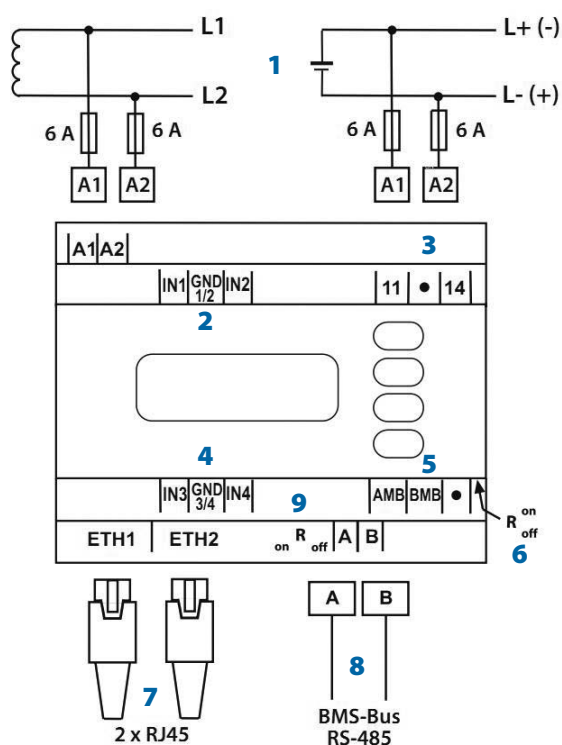 L1
L+ (-)
1
L2
L- (+)
6 A 6 A 6 A 6 A
A1 A2 A1 A2
A1 A2
3
IN1 GND 1/2 IN2 11 • 14
2
4
5
IN3 GND 3/4 IN4 9 AMB BMB •
R on off
6
ETH1 ETH2 on R off A B
A B
7
8
2 x RJ45
BMS-Bus
RS-485